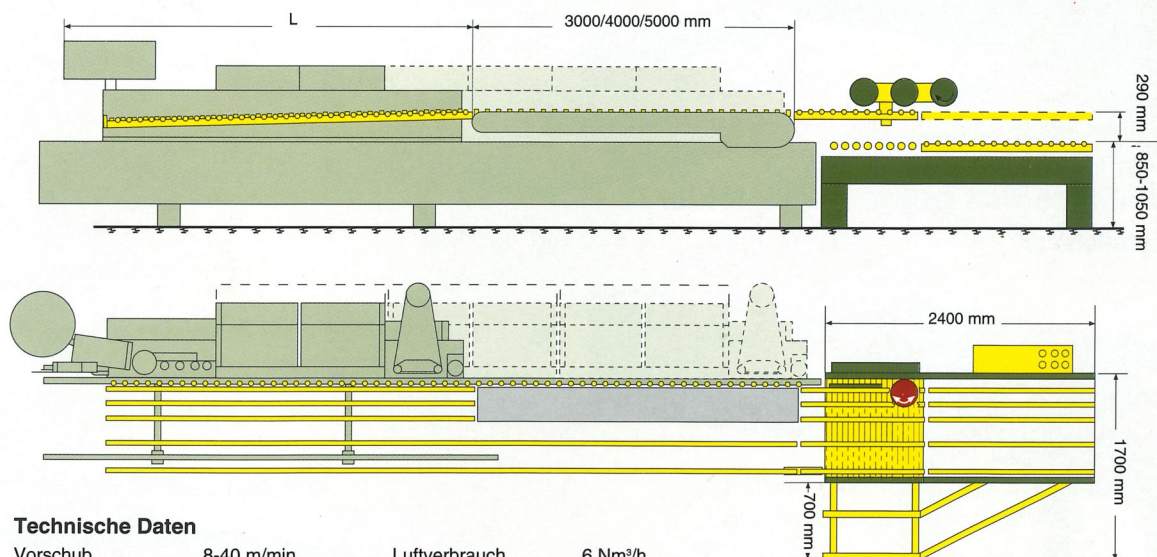 L
3000/4000/5000 mm
290 mm
850-1050 mm
2400 mm
1700 mm
700 mm
Technische Daten
Vorschub 8-40 m/min Luftverbrauch 6 Nm³/h